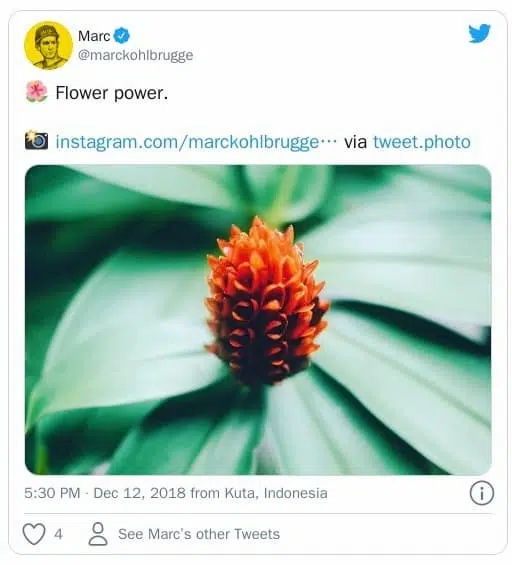 Marc
@marckohlbrugge
🌺 Flower power.
📸 instagram.com/marckohlbrugge… via tweet.photo
5:30 PM · Dec 12, 2018 from Kuta, Indonesia
4
See Marc's other Tweets